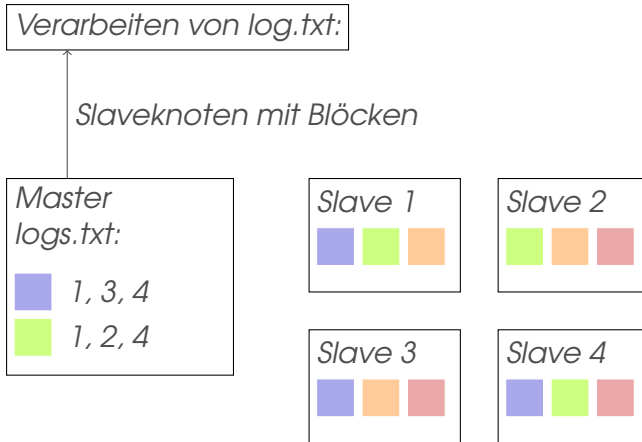 Verarbeiten von log.txt:
Slaveknoten mit Blöcken
Master
logs.txt:
1, 3, 4
1, 2, 4
Slave 1
Slave 2
Slave 3
Slave 4